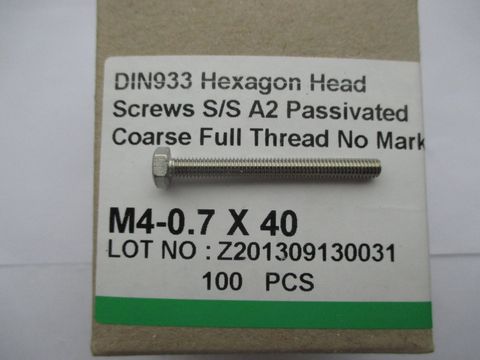 DIN933 Hexagon Head
Screws S/S A2 Passivated
Coarse Full Thread No Mark
M4-0.7 X 40
LOT NO : Z201309130031
100 PCS